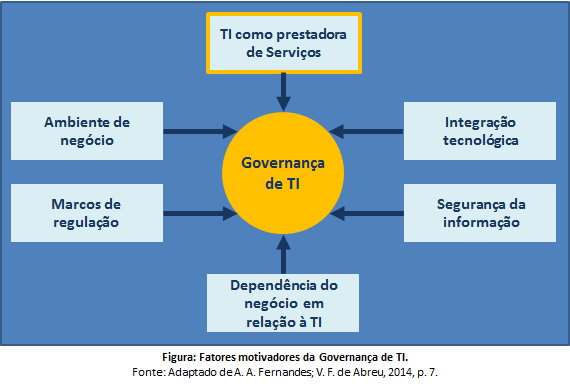 TI como prestadora
de Serviços
Ambiente de
negócio
Integração
tecnológica
Governança
de TI
Marcos de
regulação
Segurança da
informação
Dependência do
negócio em
relação à TI
Figura: Fatores motivadores da Governança de TI.
Fonte: Adaptado de A. A. Fernandes; V. F. de Abreu, 2014, p. 7.